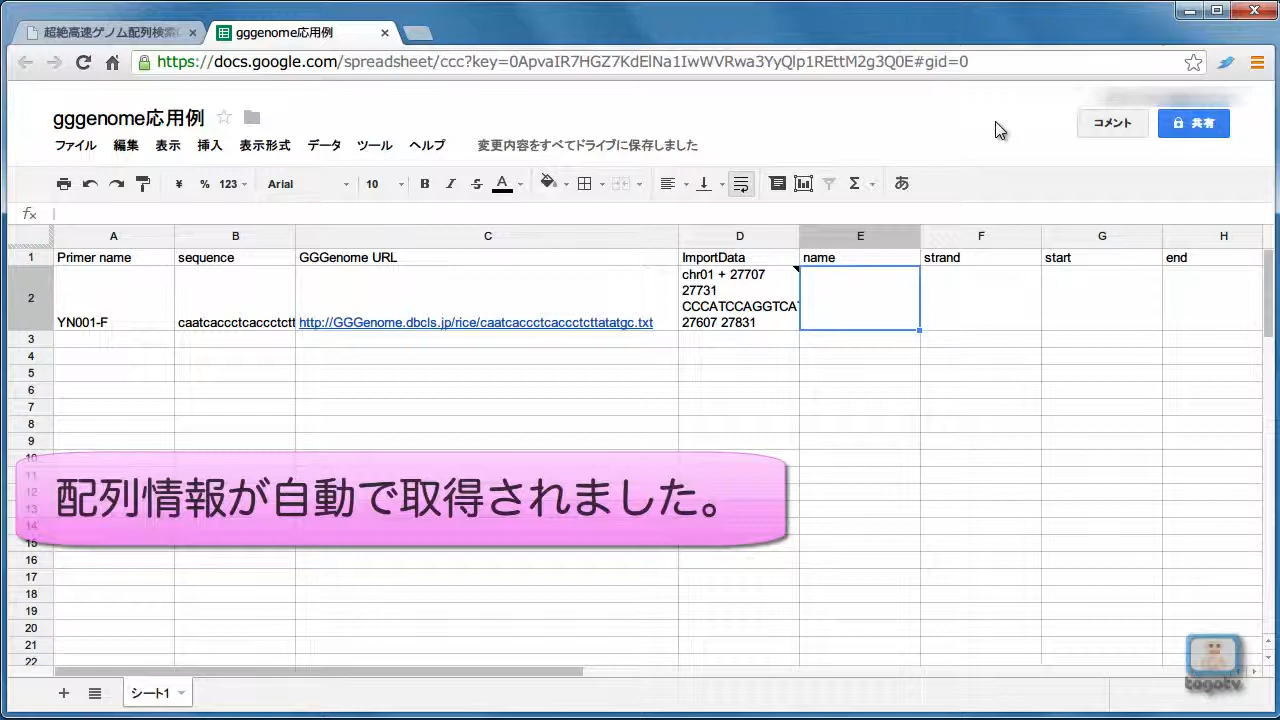 超絶高速ゲノム配列検索
gggenome応用例
https://docs.google.com/spreadsheet/ccc?key=0ApvaIR7HGZ7KdElNa1IwWVRwa3YyQlp1REttM2g3Q0E#gid=0
gggenome応用例
コメント
共有
ファイル 編集 表示 挿入 表示形式 データ ツール ヘルプ 変更内容をすべてドライブに保存しました
¥ % 123 Arial 10 B I S A Σ あ
fx
A B C D E F G H
1 Primer name sequence GGGenome URL ImportData name strand start end
chr01 + 27707
27731
CCCATCCAGGTCA
2 YN001-F caatcaccctcaccctctt http://GGGenome.dbcls.jp/rice/caatcaccctcaccctcttatatgc.txt 27607 27831
3
4
5
6
7
8
9
10
11
12
13
14
15
16
17
18
19
20
21
22
配列情報が自動で取得されました。
シート1
togotv